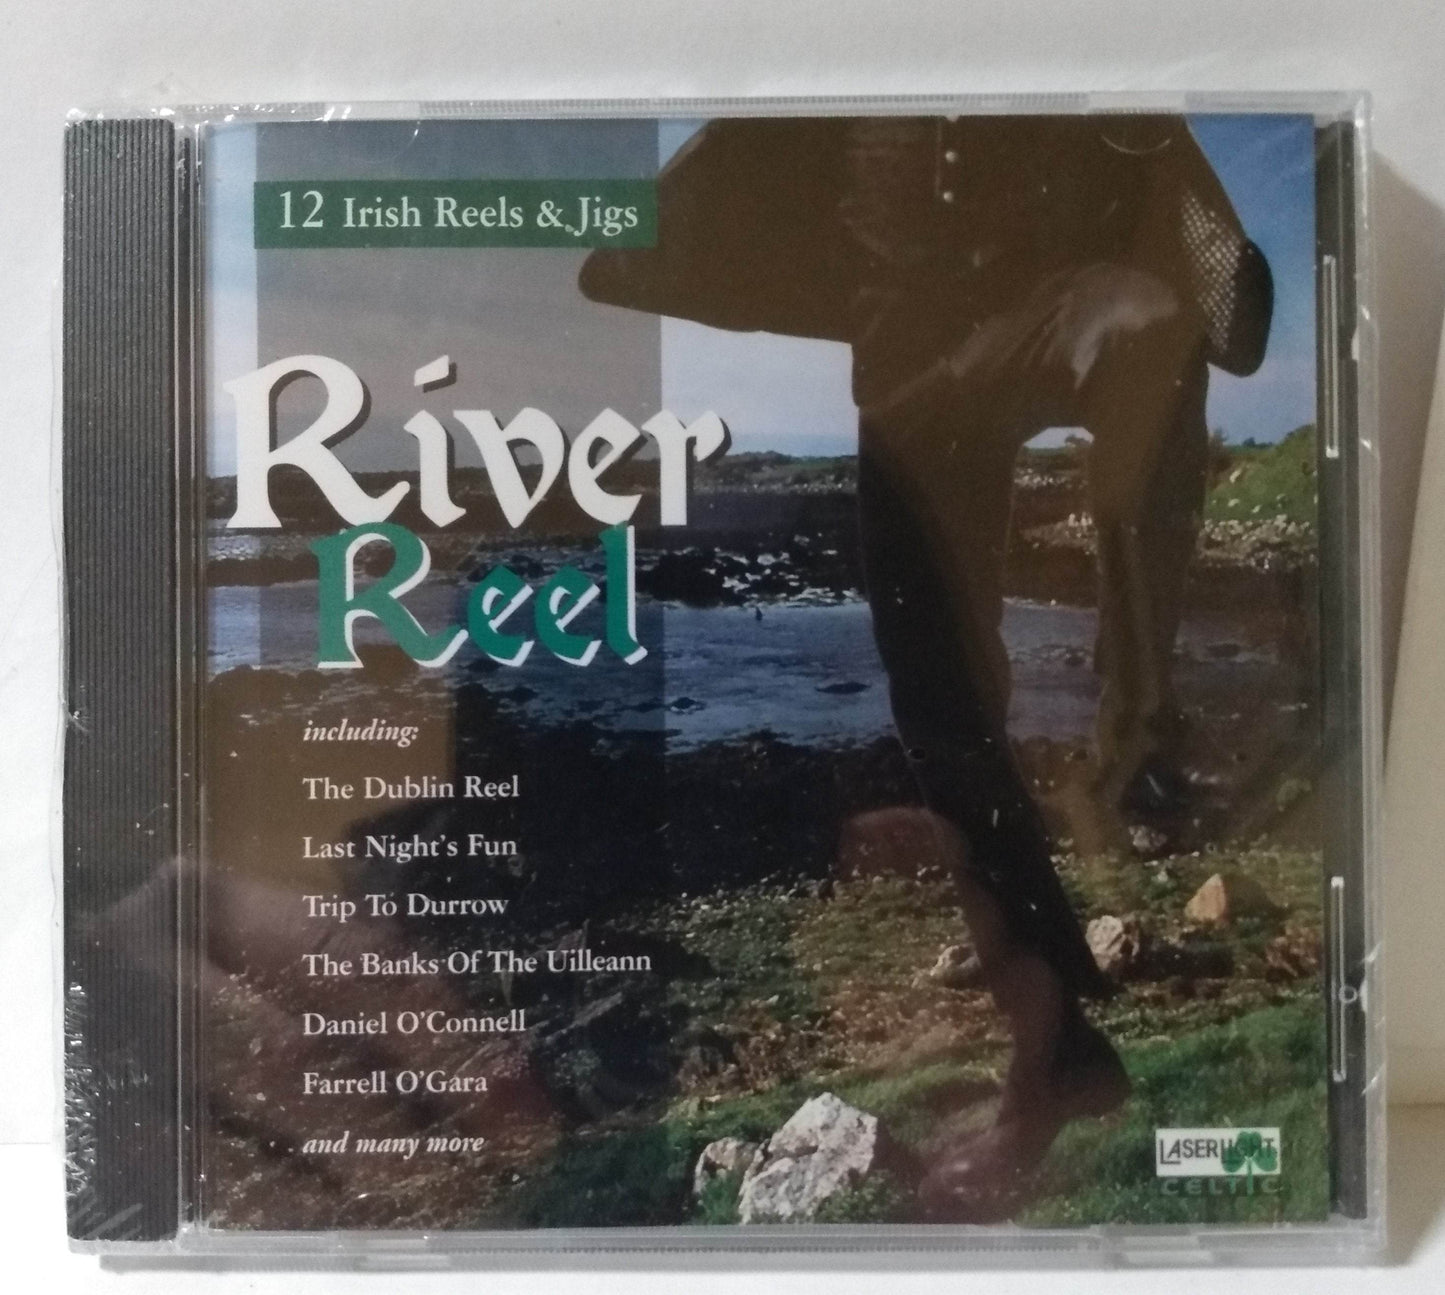 12 Irish Reels & Jigs
River
Reel
including:
The Dublin Reel
Last Night's Fun
Trip To Durrow
The Banks Of The Uilleann
Daniel O'Connell
Farrell O'Gara
and many more
LASERLIGHT
CELTIC